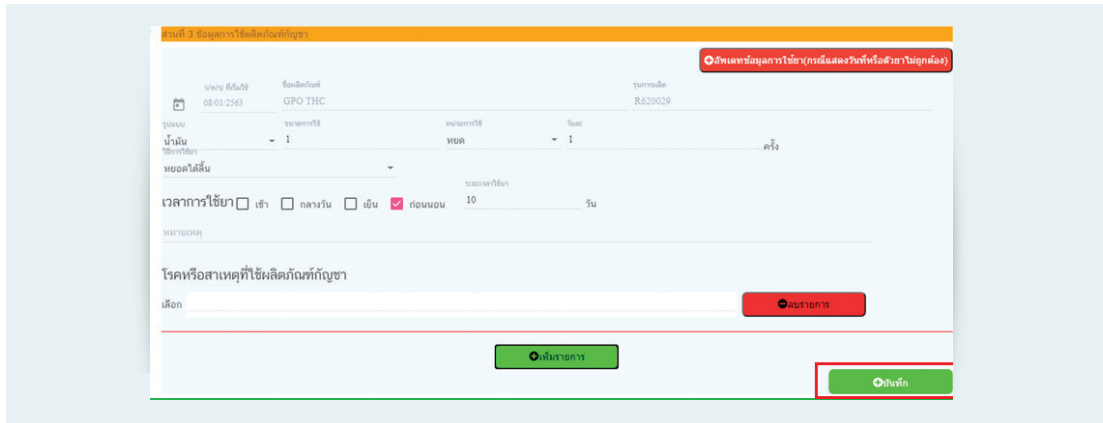 ส่วนที่ 3 ข้อมูลการใช้ผลิตภัณฑ์กัญชา
อัพเดทข้อมูลการใช้ยา(กรณีแสดงวันที่หรือตัวยาไม่ถูกต้อง)
ว/ด/ป ที่เริ่มใช้ ชื่อผลิตภัณฑ์ รุ่นการผลิต
08/01/2563 GPO THC R620029
รูปแบบ ขนาดการใช้ หน่วยการใช้ วันละ
น้ำมัน 1 หยด 1 ครั้ง
วิธีการใช้ยา
หยอดใต้ลิ้น
ระยะเวลาใช้ยา
เวลาการใช้ยา เช้า กลางวัน เย็น ก่อนนอน 10 วัน
หมายเหตุ
โรคหรือสาเหตุที่ใช้ผลิตภัณฑ์กัญชา
เลือก ลบรายการ
เพิ่มรายการ
บันทึก